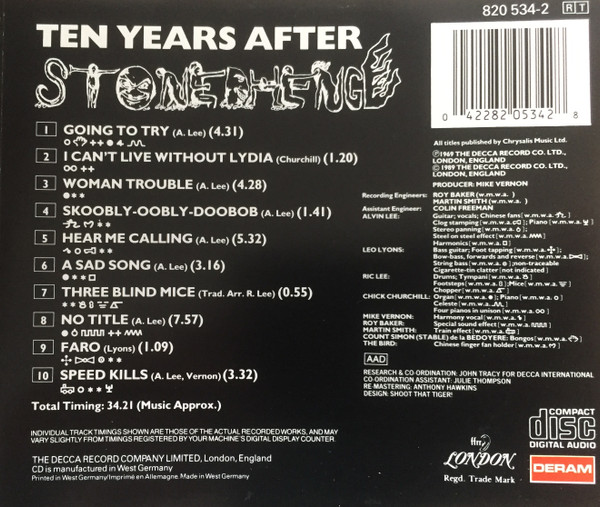 820 534-2 R T
TEN YEARS AFTER
STONEDHENGE
0 42282 05342 8
1 GOING TO TRY (A. Lee) (4.31)
2 I CAN'T LIVE WITHOUT LYDIA (Churchill) (1.20)
3 WOMAN TROUBLE (A. Lee) (4.28)
4 SKOOBLY-OOBLY-DOOBOB (A. Lee) (1.41)
5 HEAR ME CALLING (A. Lee) (5.32)
6 A SAD SONG (A. Lee) (3.16)
7 THREE BLIND MICE (Trad. Arr. R. Lee) (0.55)
8 NO TITLE (A. Lee) (7.57)
9 FARO (Lyons) (1.09)
10 SPEED KILLS (A. Lee, Vernon) (3.32)
Total Timing: 34.21 (Music Approx.)
INDIVIDUAL TRACK TIMINGS SHOWN ARE THOSE OF THE ACTUAL RECORDED WORKS, AND MAY
VARY SLIGHTLY FROM TIMINGS REGISTERED BY YOUR MACHINE'S DIGITAL DISPLAY COUNTER.
THE DECCA RECORD COMPANY LIMITED, London, England
CD is manufactured in West Germany
Printed in West Germany/Imprimé en Allemagne. Made in West Germany
All titles published by Chrysalis Music Ltd.
Ⓟ1969 THE DECCA RECORD CO. LTD.,
LONDON, ENGLAND
© 1989 THE DECCA RECORD CO. LTD.,
LONDON, ENGLAND
PRODUCER: MIKE VERNON
Recording Engineers: ROY BAKER (w.m.w.a. )
MARTIN SMITH (w.m.w.a. )
Assistant Engineer: COLIN FREEMAN
ALVIN LEE: Guitar; vocals; Chinese fans [w.m.w.a. ]
Clog stamping [w.m.w.a. ]; Piano [w.m.w.a. ]
Stereo panning [w.m.w.a. ]
Steel on steel effect [w.m.w.a. ]
Harmonics [w.m.w.a. ]
LEO LYONS: Bass guitar; Foot tapping [w.m.w.a. ];
Bow-bass, forwards and reverse [w.m.w.a. ]
String bass [w.m.w.a. ]; non-traceable
Cigarette-tin clatter [not indicated]
RIC LEE: Drums; Tympani [w.m.w.a. ]
Footsteps [w.m.w.a. ]; Mice [w.m.w.a. ]
Chopper [w.m.w.a. ]
CHICK CHURCHILL: Organ [w.m.w.a. ]; Piano [w.m.w.a. ]
Celeste [w.m.w.a. ]
Four pianos in unison [w.m.w.a. ]
MIKE VERNON: Harmony vocal [w.m.w.a. ]
ROY BAKER: Special sound effect [w.m.w.a. ]
MARTIN SMITH: Train effect [w.m.w.a. ]
COUNT SIMON (STABLE) de la BEDOYERE: Bongos [w.m.w.a. ]
THE BIRD: Chinese finger fan holder [w.m.w.a. ]
AAD
RESEARCH & CO-ORDINATION: JOHN TRACY FOR DECCA INTERNATIONAL
CO-ORDINATION ASSISTANT: JULIE THOMPSON
RE-MASTERING: ANTHONY HAWKINS
DESIGN: SHOOT THAT TIGER!
ffrr
LONDON
Regd. Trade Mark
COMPACT
disc
DIGITAL AUDIO
DERAM